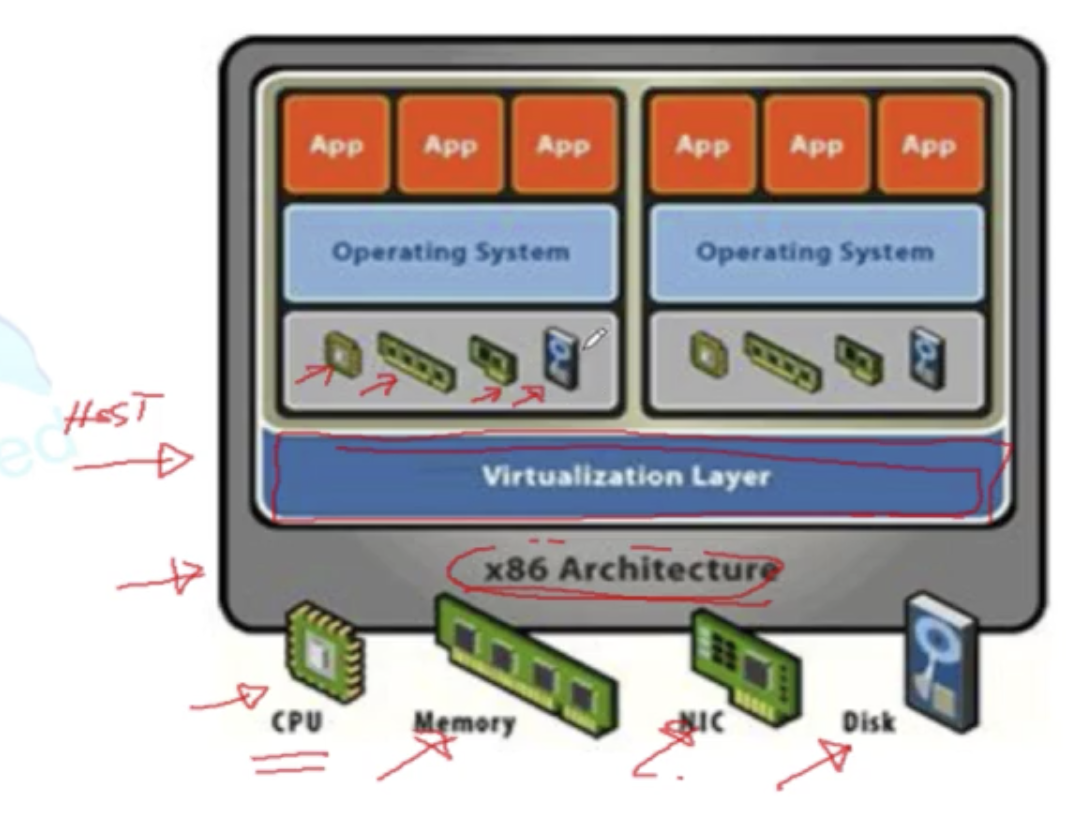 App App App App App App
Operating System Operating System
HOST
Virtualization Layer
x86 Architecture
CPU Memory NIC Disk